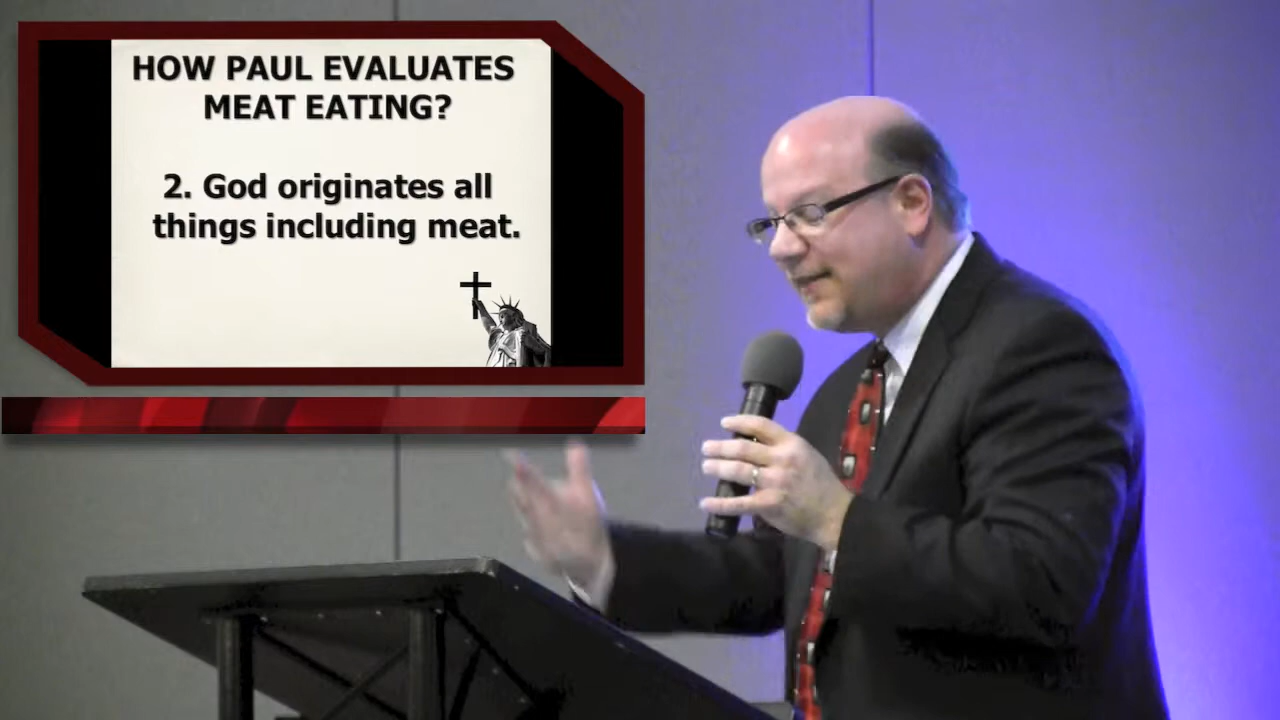 HOW PAUL EVALUATES
MEAT EATING?
2. God originates all
things including meat.